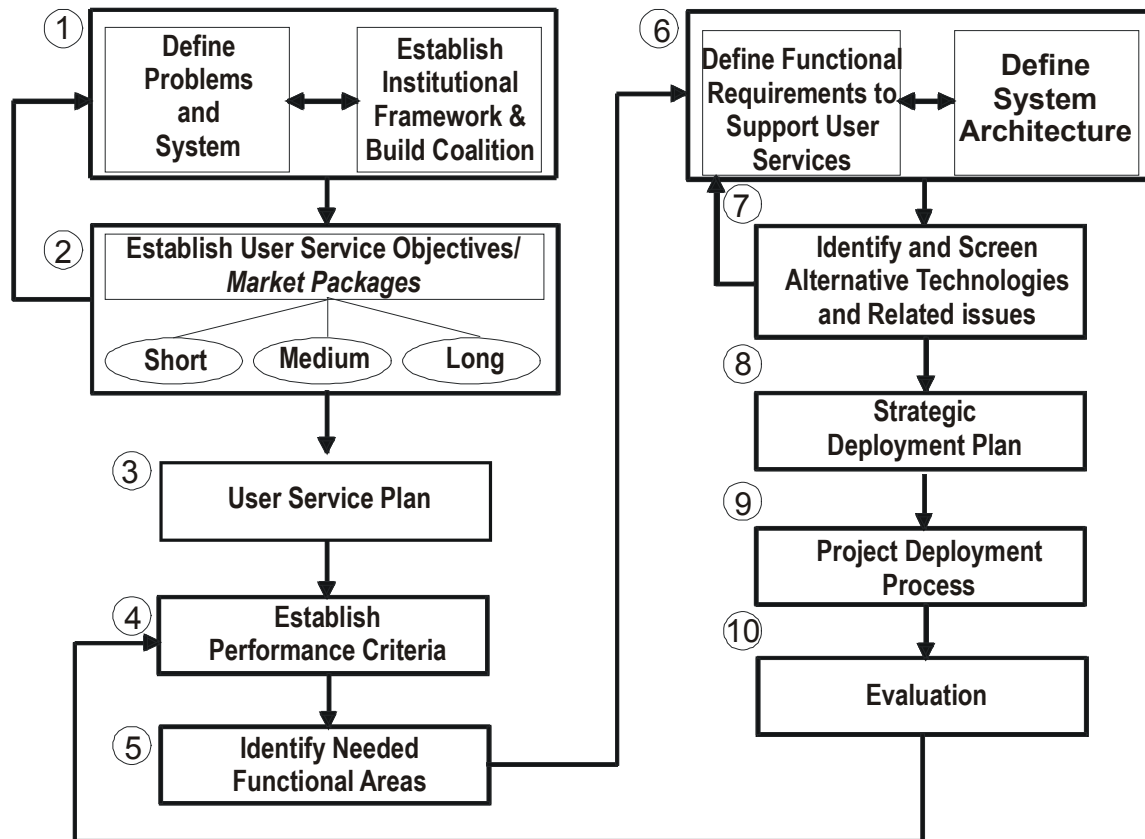 1
Define
Problems
and
System
Establish
Institutional
Framework &
Build Coalition
2
Establish User Service Objectives/
Market Packages
Short
Medium
Long
3
User Service Plan
4
Establish
Performance Criteria
5
Identify Needed
Functional Areas
6
Define Functional
Requirements to
Support User
Services
Define
System
Architecture
7
Identify and Screen
Alternative Technologies
and Related issues
8
Strategic
Deployment Plan
9
Project Deployment
Process
10
Evaluation